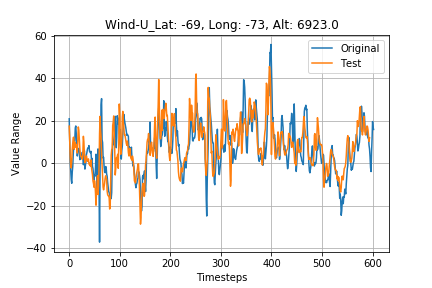 Wind-U_Lat: -69, Long: -73, Alt: 6923.0
Original
Test
60
40
20
0
−20
−40
Value Range
0 100 200 300 400 500 600
Timesteps